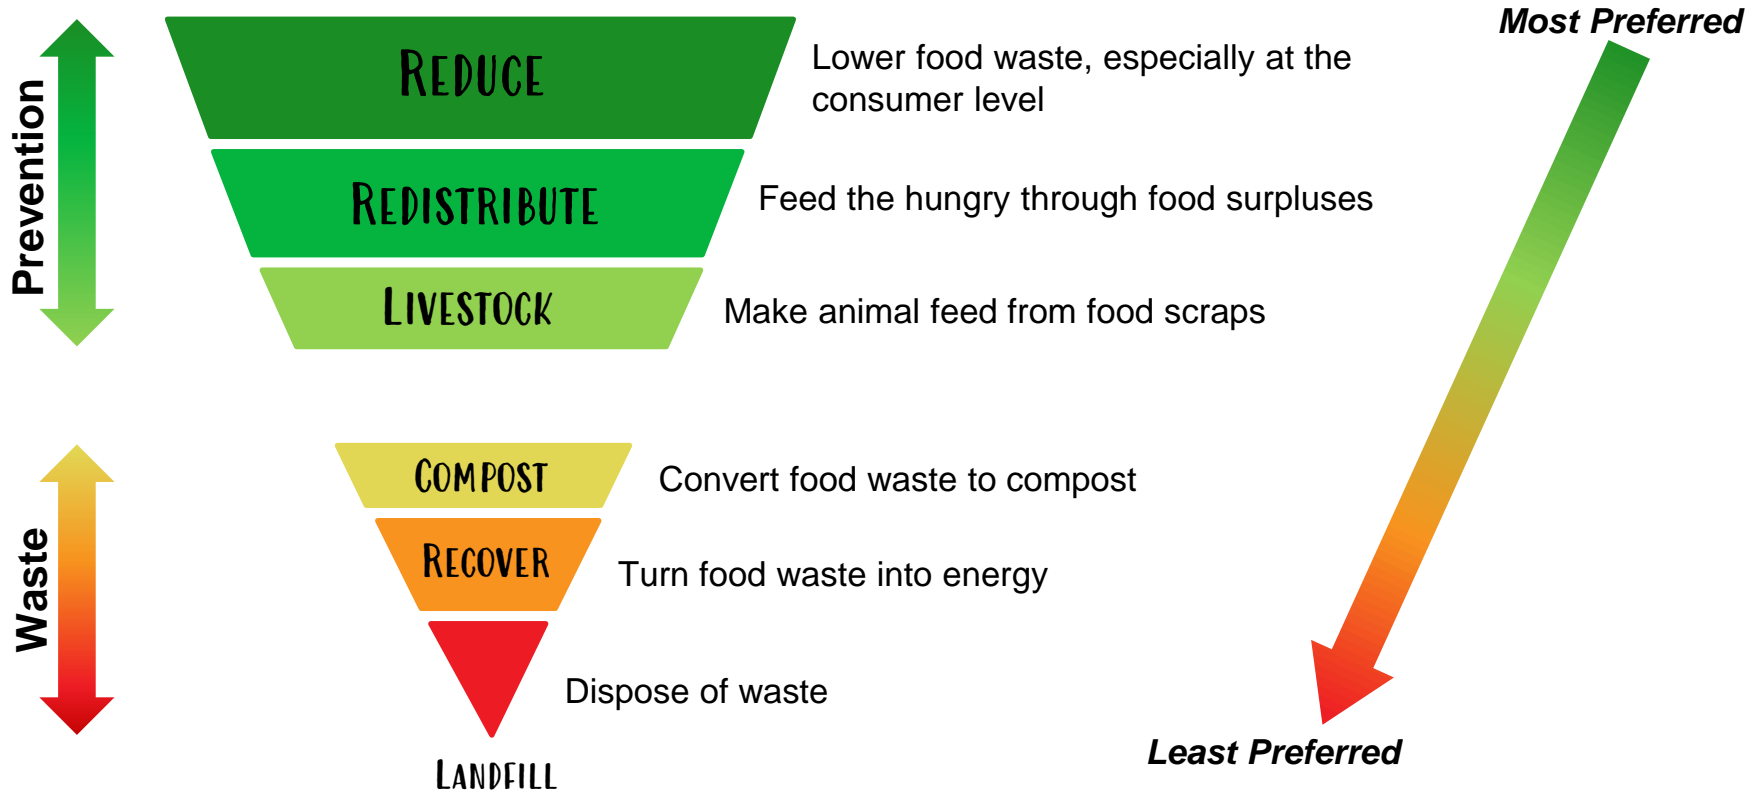 Most Preferred
Prevention
REDUCE
Lower food waste, especially at the
consumer level
REDISTRIBUTE
Feed the hungry through food surpluses
LIVESTOCK
Make animal feed from food scraps
Waste
COMPOST
Convert food waste to compost
RECOVER
Turn food waste into energy
Dispose of waste
LANDFILL
Least Preferred